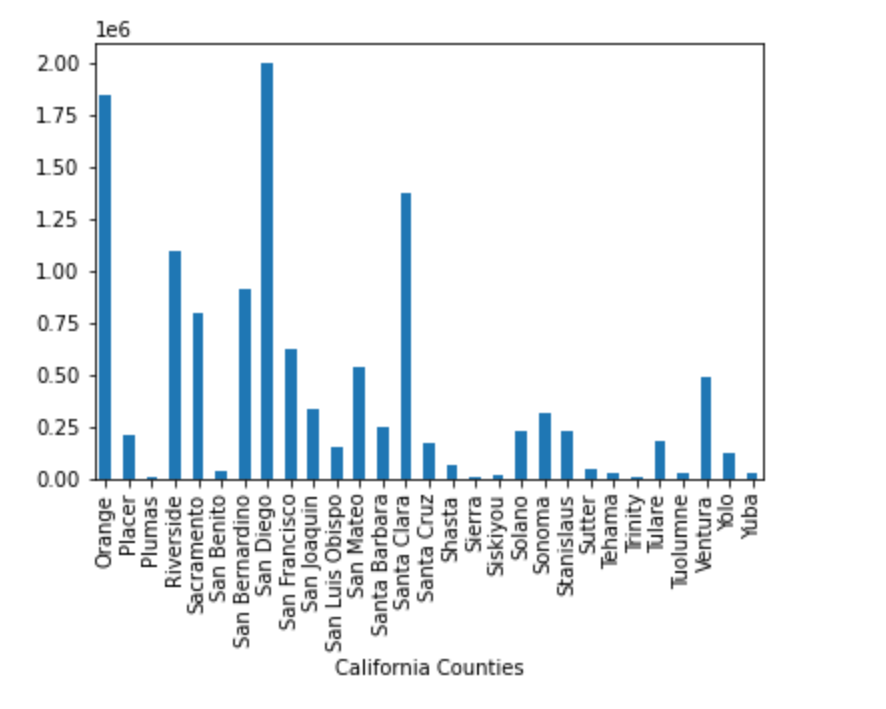 1e6
2.00
1.75
1.50
1.25
1.00
0.75
0.50
0.25
0.00
Orange
Placer
Plumas
Riverside
Sacramento
San Benito
San Bernardino
San Diego
San Francisco
San Joaquin
San Luis Obispo
San Mateo
Santa Barbara
Santa Clara
Santa Cruz
Shasta
Sierra
Siskiyou
Solano
Sonoma
Stanislaus
Sutter
Tehama
Trinity
Tulare
Tuolumne
Ventura
Yolo
Yuba
California Counties